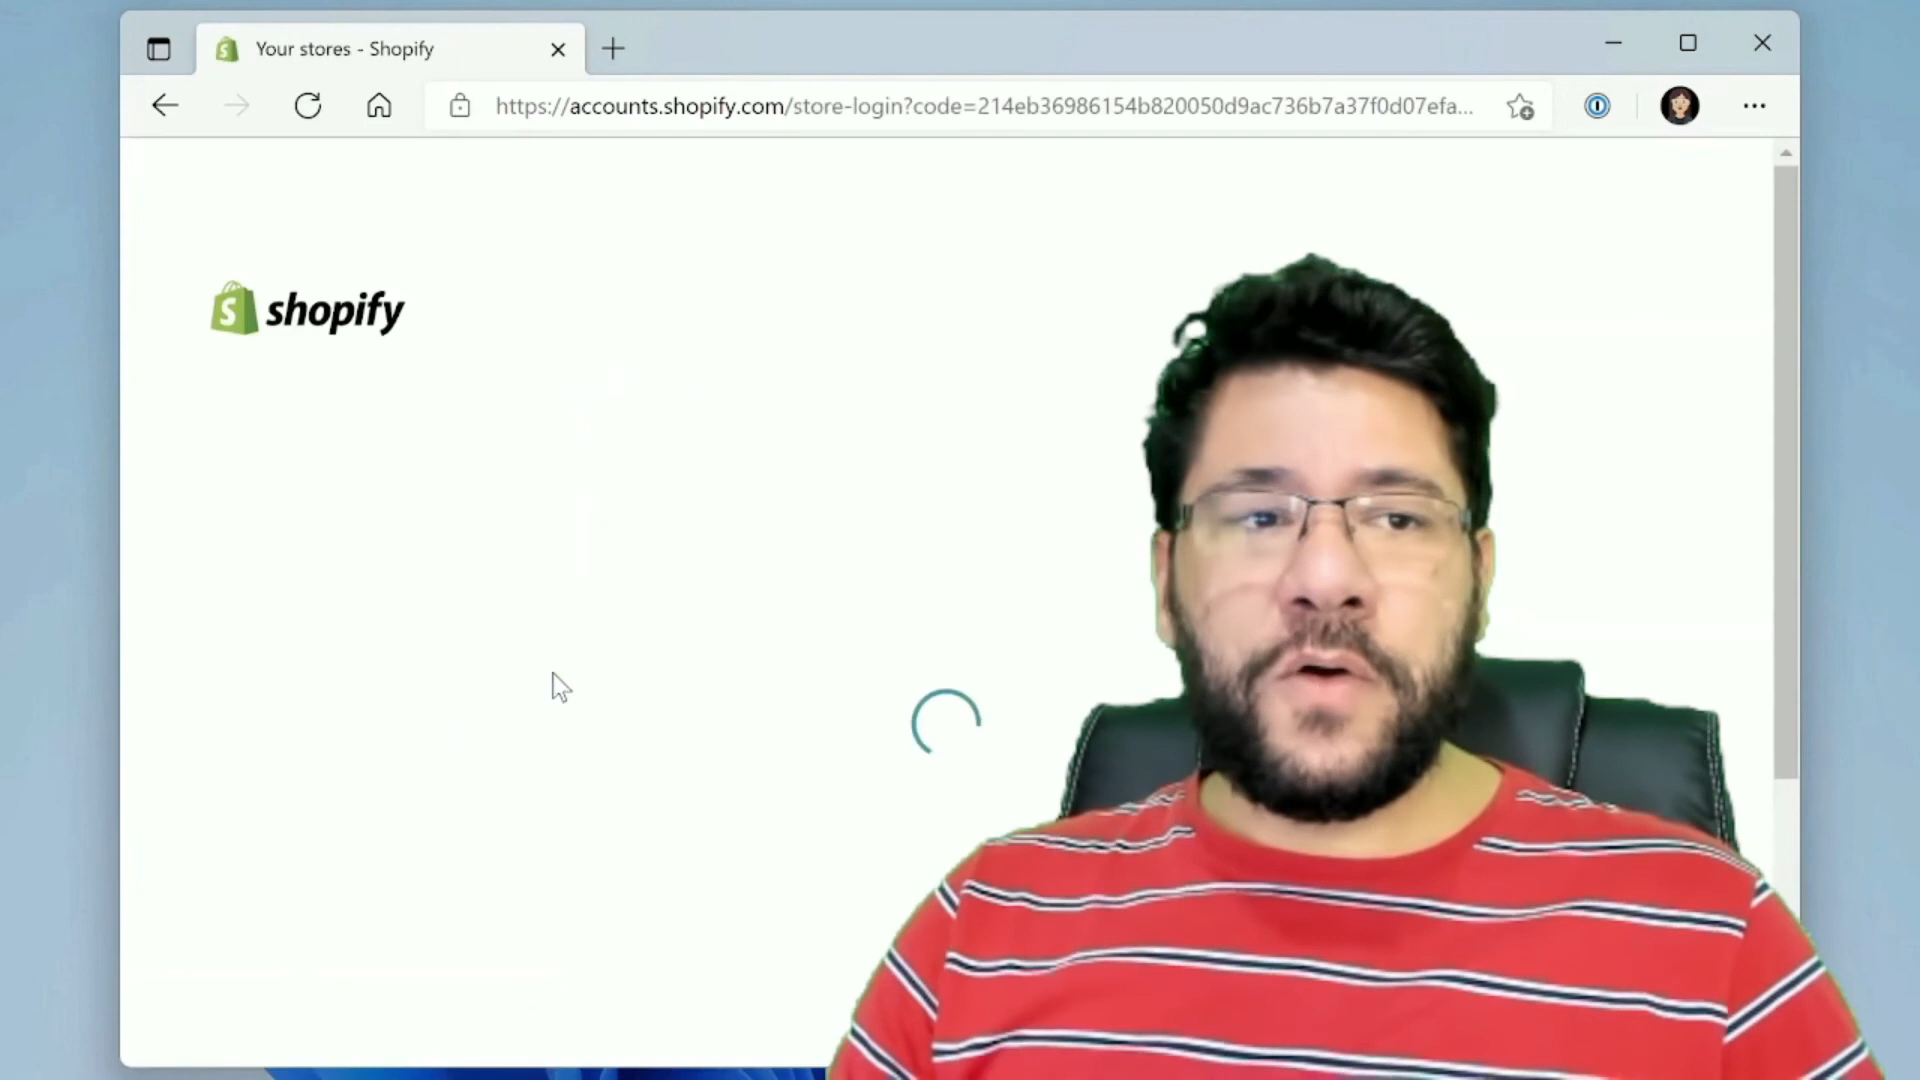 Your stores - Shopify
https://accounts.shopify.com/store-login?code=214eb36986154b820050d9ac736b7a37f0d07efa...
shopify